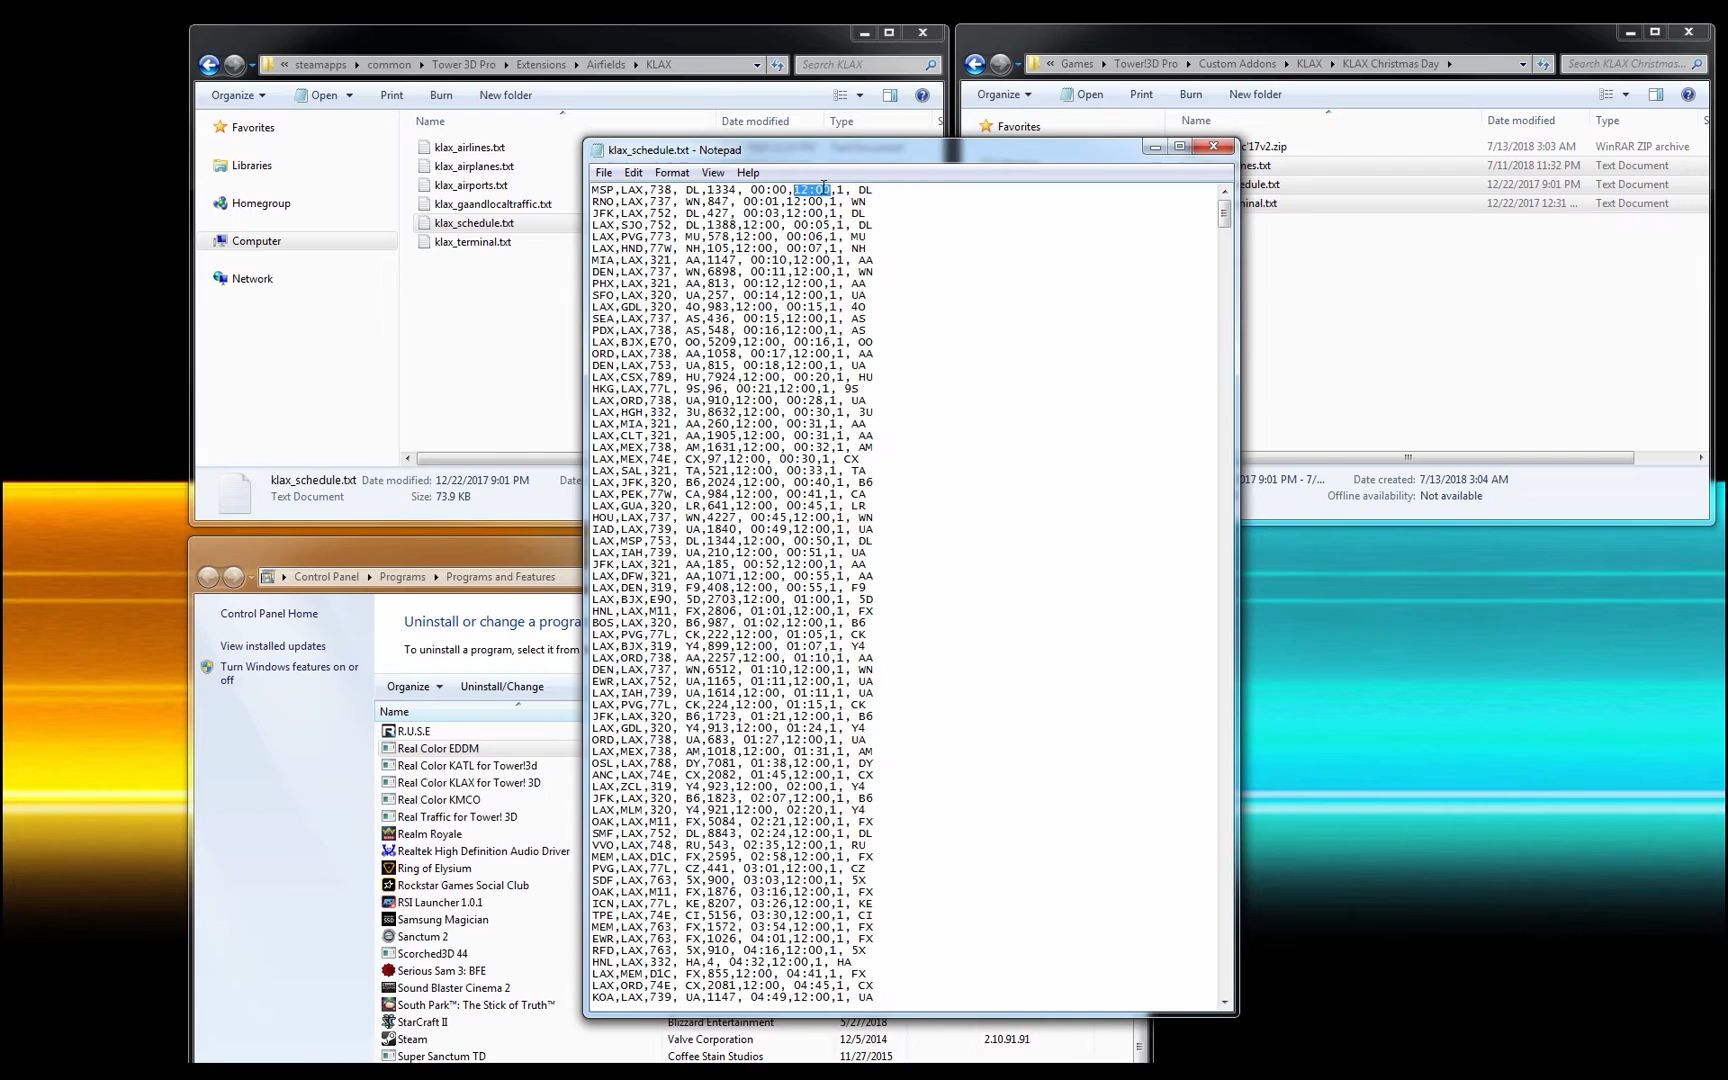 steamapps ▸ common ▸ Tower 3D Pro ▸ Extensions ▸ Airfields ▸ KLAX ▸
Search KLAX
Organize
Open
Print
Burn
New folder
Favorites
Libraries
Homegroup
Computer
Network
Name
Date modified
Type
klax_airlines.txt
klax_airplanes.txt
klax_airports.txt
klax_gaandlocaltraffic.txt
klax_schedule.txt
klax_terminal.txt
klax_schedule.txt Date modified: 12/22/2017 9:01 PM
Text Document Size: 73.9 KB
« Games ▸ Tower!3D Pro ▸ Custom Addons ▸ KLAX ▸ KLAX Christmas Day ▸
Search KLAX Christmas...
Organize
Open
Print
Burn
New folder
Favorites
Name
Date modified
Type
c'17v2.zip 7/13/2018 3:03 AM WinRAR ZIP archive
nes.txt 7/11/2018 11:32 PM Text Document
edule.txt 12/22/2017 9:01 PM Text Document
ninal.txt 12/22/2017 12:31 ... Text Document
17 9:01 PM - 7/... Date created: 7/13/2018 3:04 AM
Offline availability: Not available
klax_schedule.txt - Notepad
File Edit Format View Help
MSP,LAX,738, DL,1334, 00:00,12:00,1, DL
RNO,LAX,737, WN,847, 00:01,12:00,1, WN
JFK,LAX,752, DL,427, 00:03,12:00,1, DL
LAX,SJO,752, DL,1388,12:00, 00:05,1, DL
LAX,PVG,773, MU,578,12:00, 00:06,1, MU
LAX,HND,77W, NH,105,12:00, 00:07,1, NH
MIA,LAX,321, AA,1147, 00:10,12:00,1, AA
DEN,LAX,737, WN,6898, 00:11,12:00,1, WN
PHX,LAX,321, AA,813, 00:12,12:00,1, AA
SFO,LAX,320, UA,257, 00:14,12:00,1, UA
LAX,GDL,320, 4O,983,12:00, 00:15,1, 4O
SEA,LAX,737, AS,436, 00:15,12:00,1, AS
PDX,LAX,738, AS,548, 00:16,12:00,1, AS
LAX,BJX,E70, OO,5209,12:00, 00:16,1, OO
ORD,LAX,738, AA,1058, 00:17,12:00,1, AA
DEN,LAX,753, UA,815, 00:18,12:00,1, UA
LAX,CSX,789, HU,7924,12:00, 00:20,1, HU
HKG,LAX,77L, 9S,96, 00:21,12:00,1, 9S
LAX,ORD,738, UA,910,12:00, 00:28,1, UA
LAX,HGH,332, 3U,8632,12:00, 00:30,1, 3U
LAX,MIA,321, AA,260,12:00, 00:31,1, AA
LAX,CLT,321, AA,1905,12:00, 00:31,1, AA
LAX,MEX,738, AM,1631,12:00, 00:32,1, AM
LAX,MEX,74E, CX,97,12:00, 00:30,1, CX
LAX,SAL,321, TA,521,12:00, 00:33,1, TA
LAX,JFK,320, B6,2024,12:00, 00:40,1, B6
LAX,PEK,77W, CA,984,12:00, 00:41,1, CA
LAX,GUA,320, LR,641,12:00, 00:45,1, LR
HOU,LAX,737, WN,4227, 00:45,12:00,1, WN
IAD,LAX,739, UA,1840, 00:49,12:00,1, UA
LAX,MSP,753, DL,1344,12:00, 00:50,1, DL
LAX,IAH,739, UA,210,12:00, 00:51,1, UA
JFK,LAX,321, AA,185, 00:52,12:00,1, AA
LAX,DFW,321, AA,1071,12:00, 00:55,1, AA
LAX,DEN,319, F9,408,12:00, 00:55,1, F9
LAX,BJX,E90, 5D,2703,12:00, 01:00,1, 5D
HNL,LAX,M11, FX,2806, 01:01,12:00,1, FX
BOS,LAX,320, B6,987, 01:02,12:00,1, B6
LAX,PVG,77L, CK,222,12:00, 01:05,1, CK
LAX,BJX,319, Y4,899,12:00, 01:07,1, Y4
LAX,ORD,738, AA,2257,12:00, 01:10,1, AA
DEN,LAX,737, WN,6512, 01:10,12:00,1, WN
EWR,LAX,752, UA,1165, 01:11,12:00,1, UA
LAX,IAH,739, UA,1614,12:00, 01:11,1, UA
LAX,PVG,77L, CK,224,12:00, 01:15,1, CK
JFK,LAX,320, B6,1723, 01:21,12:00,1, B6
LAX,GDL,320, Y4,913,12:00, 01:24,1, Y4
ORD,LAX,738, UA,683, 01:27,12:00,1, UA
LAX,MEX,738, AM,1018,12:00, 01:31,1, AM
OSL,LAX,788, DY,7081, 01:38,12:00,1, DY
ANC,LAX,74E, CX,2082, 01:45,12:00,1, CX
LAX,ZCL,319, Y4,923,12:00, 02:00,1, Y4
JFK,LAX,320, B6,1823, 02:07,12:00,1, B6
LAX,MLM,320, Y4,921,12:00, 02:20,1, Y4
OAK,LAX,M11, FX,5084, 02:21,12:00,1, FX
SMF,LAX,752, DL,8843, 02:24,12:00,1, DL
VVO,LAX,748, RU,543, 02:35,12:00,1, RU
MEM,LAX,D1C, FX,2595, 02:58,12:00,1, FX
PVG,LAX,77L, CZ,441, 03:01,12:00,1, CZ
SDF,LAX,763, 5X,900, 03:03,12:00,1, 5X
OAK,LAX,M11, FX,1876, 03:16,12:00,1, FX
ICN,LAX,77L, KE,8207, 03:26,12:00,1, KE
TPE,LAX,74E, CI,5156, 03:30,12:00,1, CI
MEM,LAX,763, FX,1572, 03:54,12:00,1, FX
EWR,LAX,763, FX,1026, 04:01,12:00,1, FX
RFD,LAX,763, 5X,910, 04:16,12:00,1, 5X
HNL,LAX,332, HA,4, 04:32,12:00,1, HA
LAX,MEM,D1C, FX,855,12:00, 04:41,1, FX
LAX,ORD,74E, CX,2081,12:00, 04:45,1, CX
KOA,LAX,739, UA,1147, 04:49,12:00,1, UA
▸ Control Panel ▸ Programs ▸ Programs and Features
Control Panel Home
View installed updates
Turn Windows features on or
off
Uninstall or change a progra
To uninstall a program, select it from
Organize
Uninstall/Change
Name
R.U.S.E
Real Color EDDM
Real Color KATL for Tower!3d
Real Color KLAX for Tower! 3D
Real Color KMCO
Real Traffic for Tower! 3D
Realm Royale
Realtek High Definition Audio Driver
Ring of Elysium
Rockstar Games Social Club
RSI Launcher 1.0.1
Samsung Magician
Sanctum 2
Scorched3D 44
Serious Sam 3: BFE
Sound Blaster Cinema 2
South Park™: The Stick of Truth™
StarCraft II Blizzard Entertainment 5/27/2018
Steam Valve Corporation 12/5/2014 2.10.91.91
Super Sanctum TD Coffee Stain Studios 11/27/2015